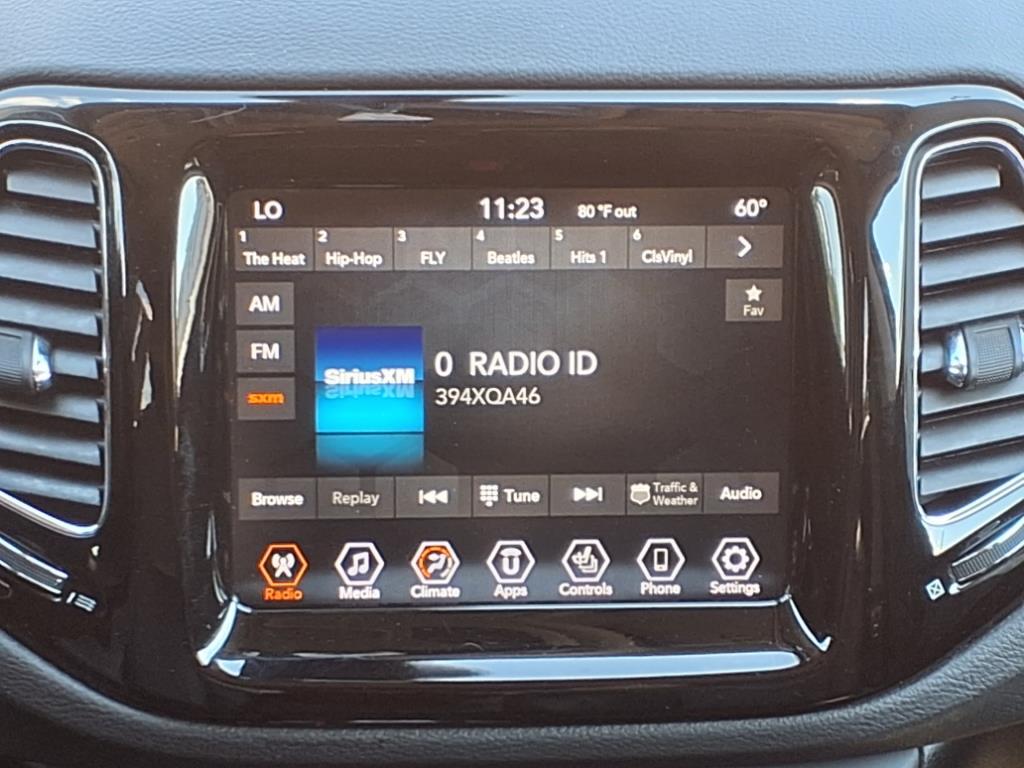 LO 11:23 80 °F out 60°
1 2 3 4 5 6
The Heat Hip-Hop FLY Beatles Hits 1 ClsVinyl
AM
Fav
FM
SiriusXM
0 RADIO ID
sxm
394XQA46
Browse Replay Tune Traffic &
Weather Audio
Radio Media Climate Apps Controls Phone Settings